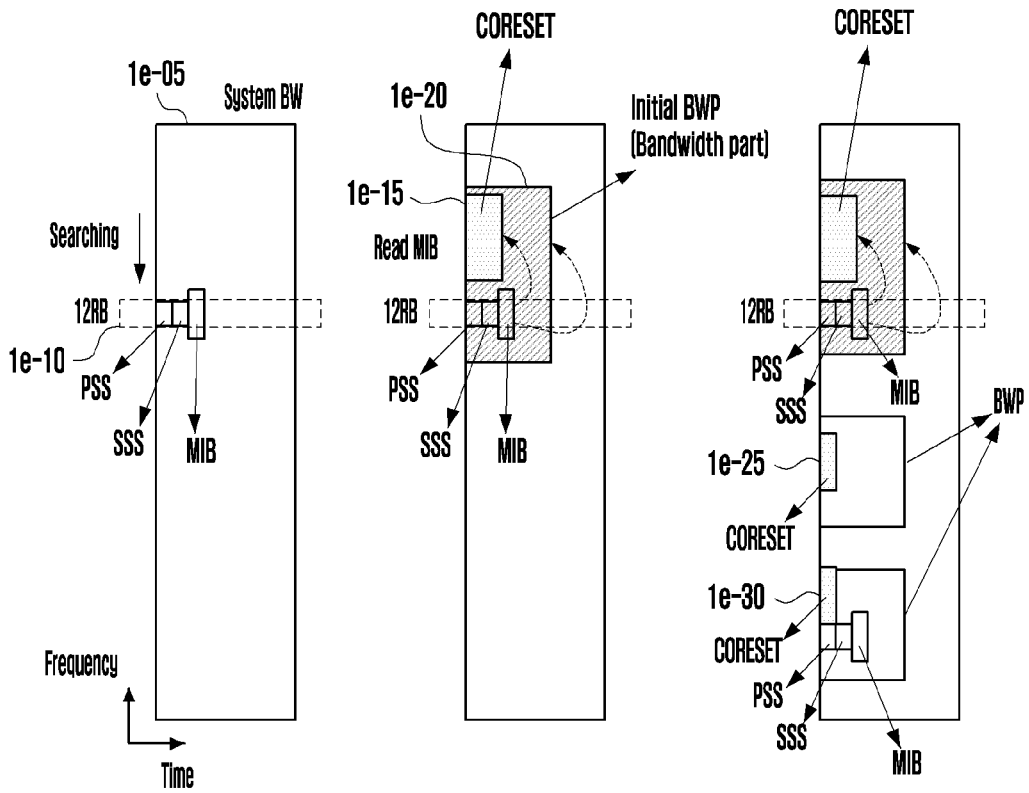 CORESET
CORESET
1e-05
System BW
1e-20
Initial BWP
(Bandwidth part)
1e-15
Searching
Read MIB
12RB
12RB
12RB
1e-10
PSS
SSS
MIB
PSS
SSS
MIB
PSS
SSS
MIB
BWP
1e-25
CORESET
1e-30
CORESET
PSS
SSS
MIB
Frequency
Time